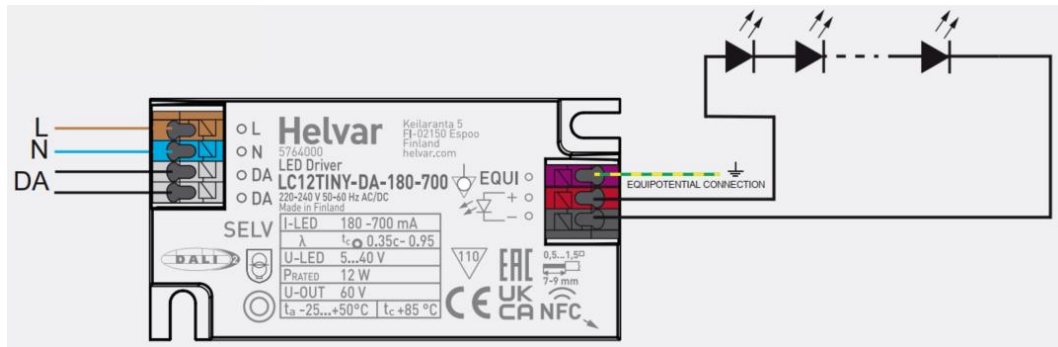 L
N
DA
L
N
DA
DA
Helvar
Keilaranta 5
FI-02150 Espoo
Finland
helvar.com
5764000
LED Driver
LC12TINY-DA-180-700
220-240 V 50-60 Hz AC/DC
Made in Finland
EQUI
+
-
EQUIPOTENTIAL CONNECTION
SELV
I-LED 180 -700 mA
λ tc 0.35c- 0.95
U-LED 5...40 V
PRATED 12 W
U-OUT 60 V
ta -25...+50°C tc +85 °C
DALI 2
110
EAC
0,5...1,5
7-9 mm
CE
UK
CA
NFC